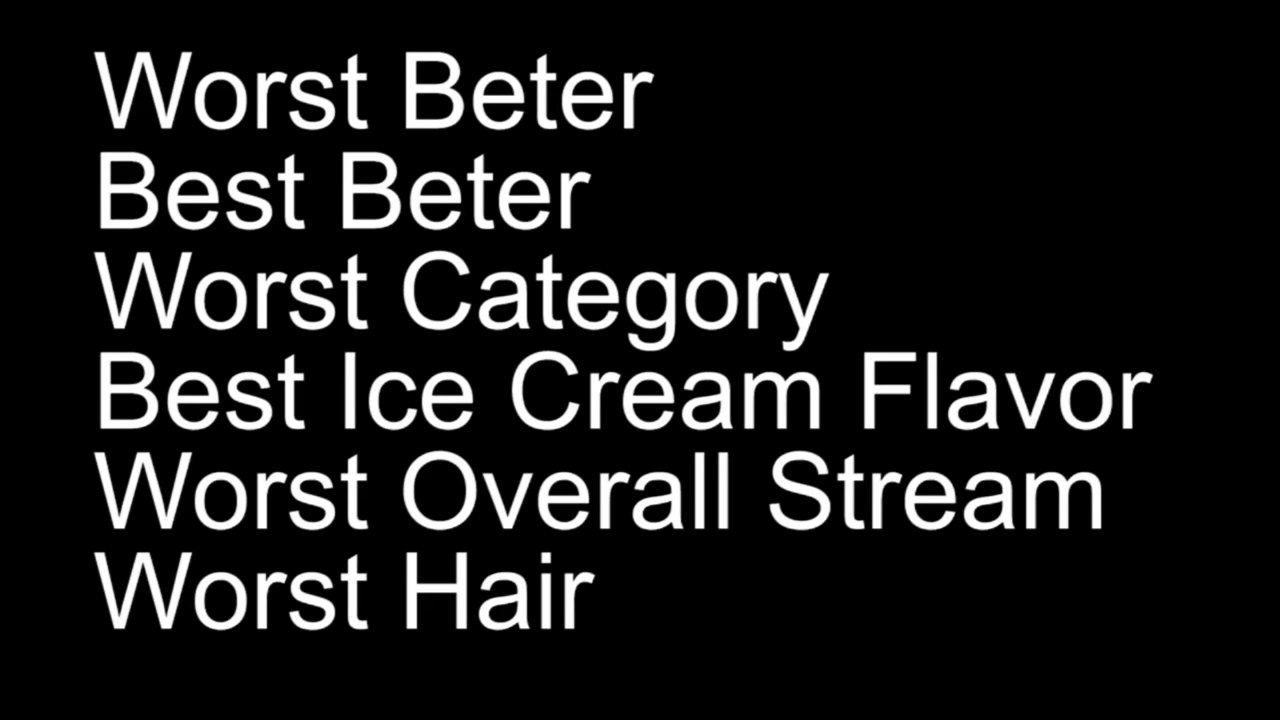 Worst Beter
Best Beter
Worst Category
Best Ice Cream Flavor
Worst Overall Stream
Worst Hair